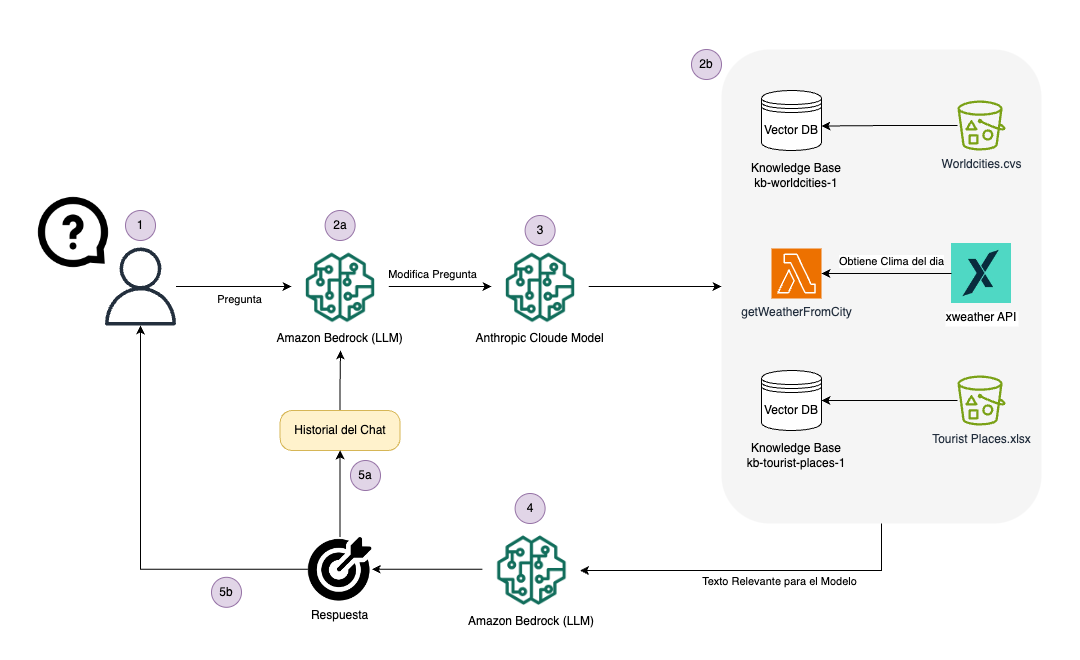 2b
Vector DB
Knowledge Base
kb-worldcities-1
Worldcities.cvs
1
2a
3
Pregunta
Modifica Pregunta
Amazon Bedrock (LLM)
Anthropic Cloude Model
Obtiene Clima del dia
getWeatherFromCity
xweather API
Historial del Chat
Vector DB
Knowledge Base
kb-tourist-places-1
Tourist Places.xlsx
5a
4
5b
Respuesta
Amazon Bedrock (LLM)
Texto Relevante para el Modelo